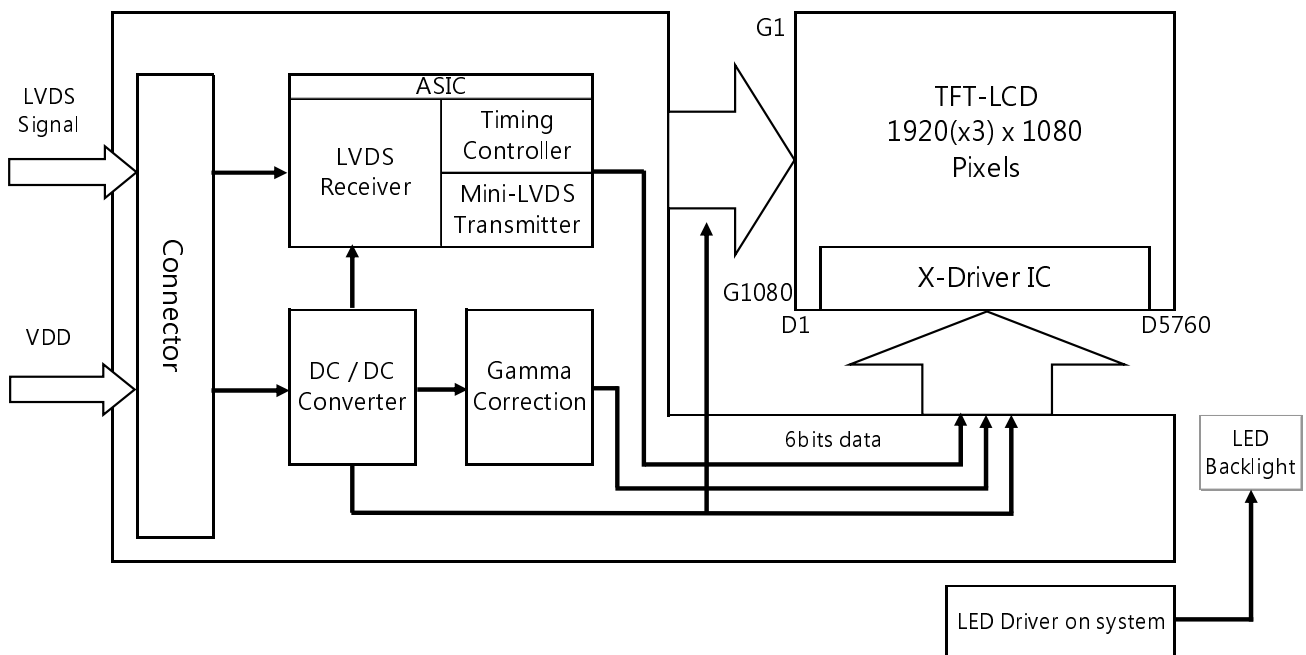 LVDS
Signal
VDD
Connector
ASIC
LVDS
Receiver
Timing
Controller
Mini-LVDS
Transmitter
DC / DC
Converter
Gamma
Correction
G1
TFT-LCD
1920(x3) x 1080
Pixels
X-Driver IC
G1080
D1
D5760
6bits data
LED
Backlight
LED Driver on system